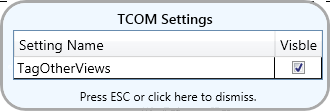 TCOM Settings
Setting Name Visble
TagOtherViews
Press ESC or click here to dismiss.